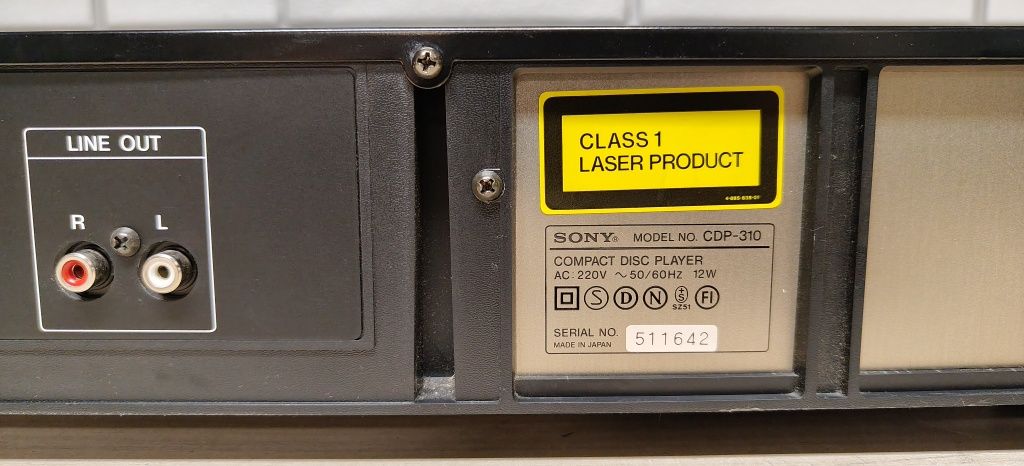 LINE OUT
R L
CLASS 1
LASER PRODUCT
SONY® MODEL NO. CDP-310
COMPACT DISC PLAYER
AC: 220V ~ 50/60Hz 12W
S D N S FI
SZ51
SERIAL NO. 511642
MADE IN JAPAN